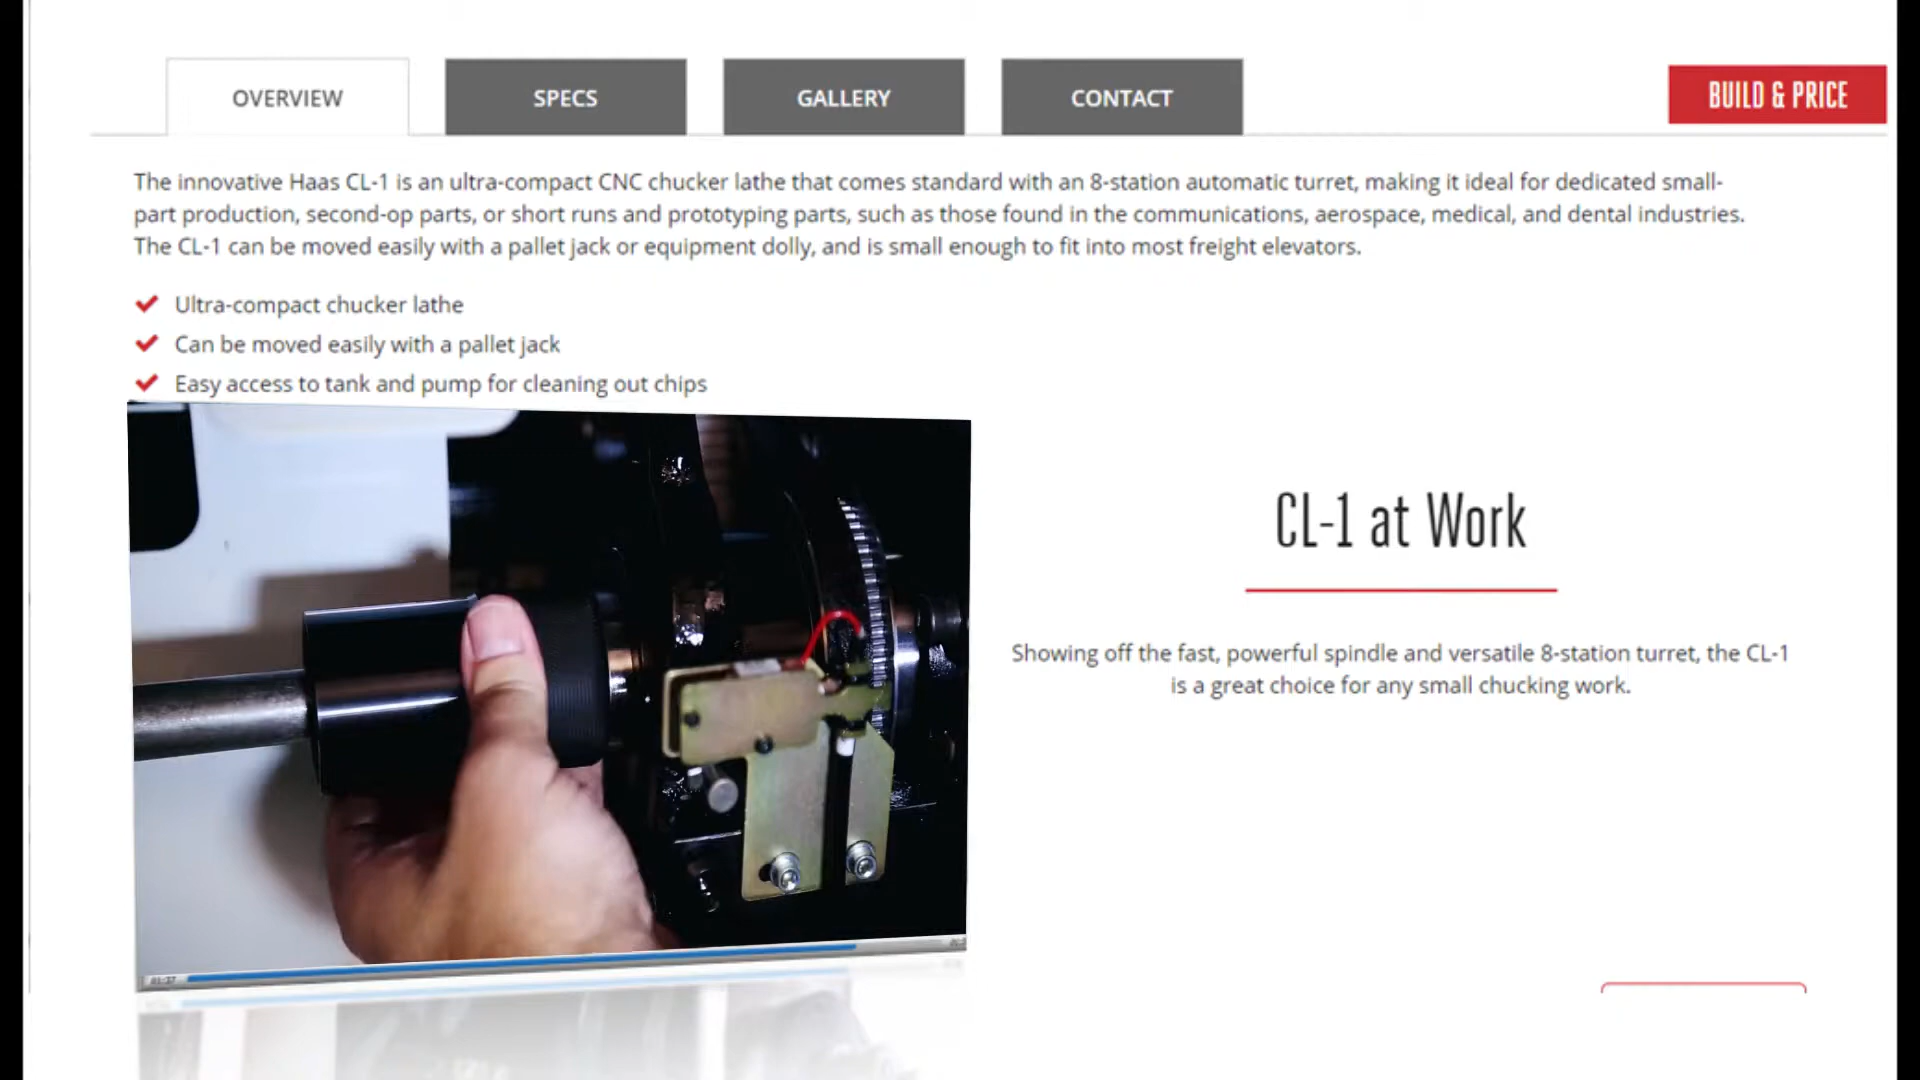 OVERVIEW
SPECS
GALLERY
CONTACT
BUILD & PRICE
The innovative Haas CL-1 is an ultra-compact CNC chucker lathe that comes standard with an 8-station automatic turret, making it ideal for dedicated small-
part production, second-op parts, or short runs and prototyping parts, such as those found in the communications, aerospace, medical, and dental industries.
The CL-1 can be moved easily with a pallet jack or equipment dolly, and is small enough to fit into most freight elevators.
Ultra-compact chucker lathe
Can be moved easily with a pallet jack
Easy access to tank and pump for cleaning out chips
CL-1 at Work
Showing off the fast, powerful spindle and versatile 8-station turret, the CL-1
is a great choice for any small chucking work.